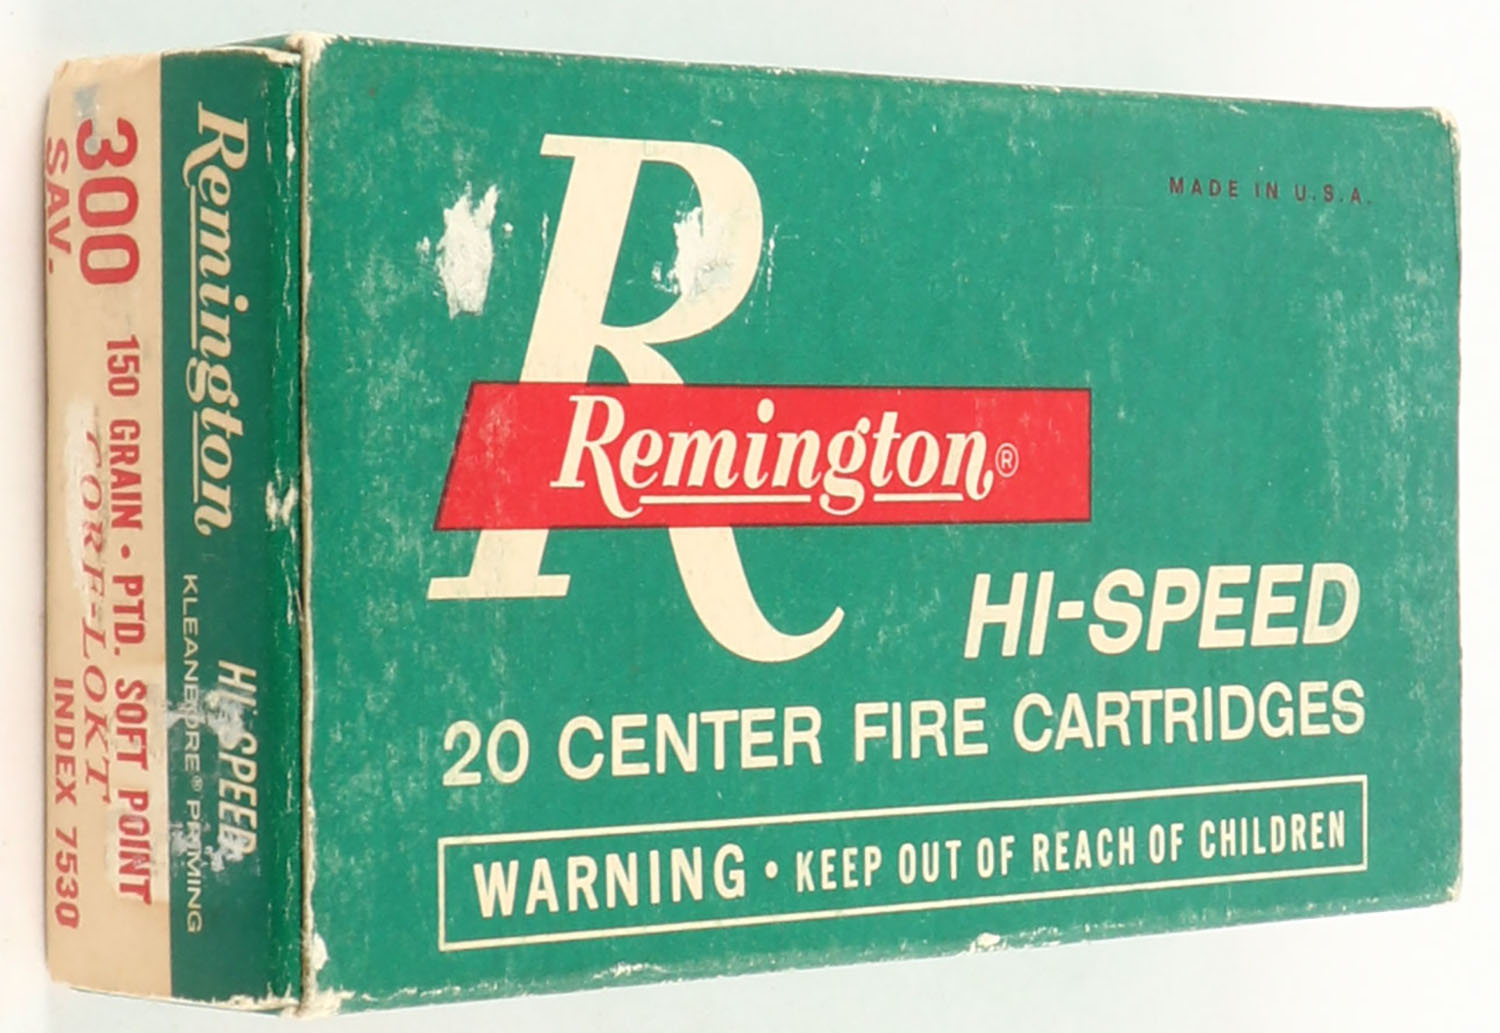 MADE IN U.S.A.
R
Remington®
HI-SPEED
20 CENTER FIRE CARTRIDGES
WARNING • KEEP OUT OF REACH OF CHILDREN
Remington HI-SPEED
KLEANBORE® PRIMING
300 150 GRAIN • PTD. SOFT POINT
SAV. CORE-LOKT
INDEX 7530